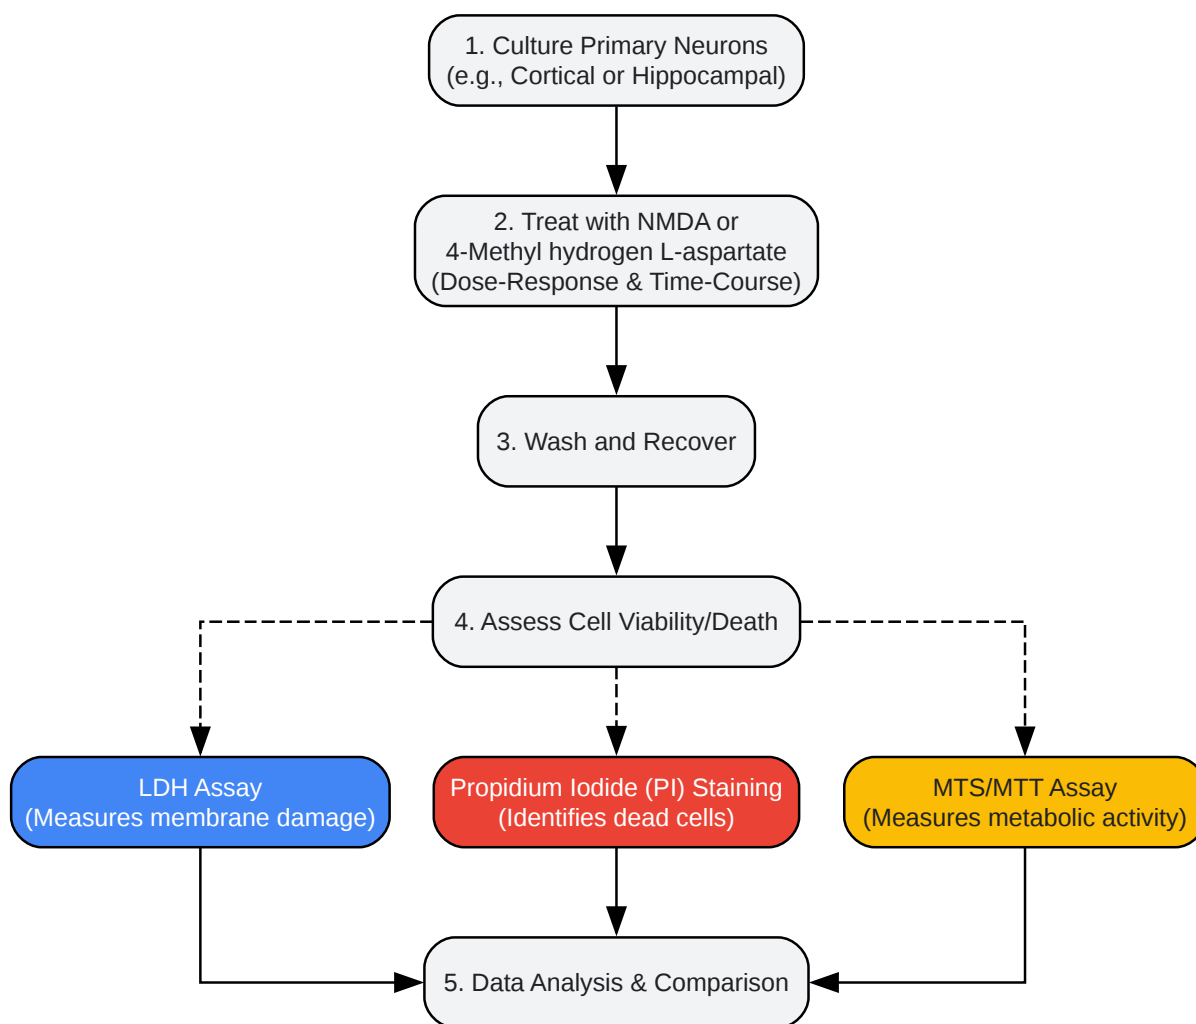 1. Culture Primary Neurons
(e.g., Cortical or Hippocampal)
2. Treat with NMDA or
4-Methyl hydrogen L-aspartate
(Dose-Response & Time-Course)
3. Wash and Recover
4. Assess Cell Viability/Death
LDH Assay
(Measures membrane damage)
Propidium Iodide (PI) Staining
(Identifies dead cells)
MTS/MTT Assay
(Measures metabolic activity)
5. Data Analysis & Comparison